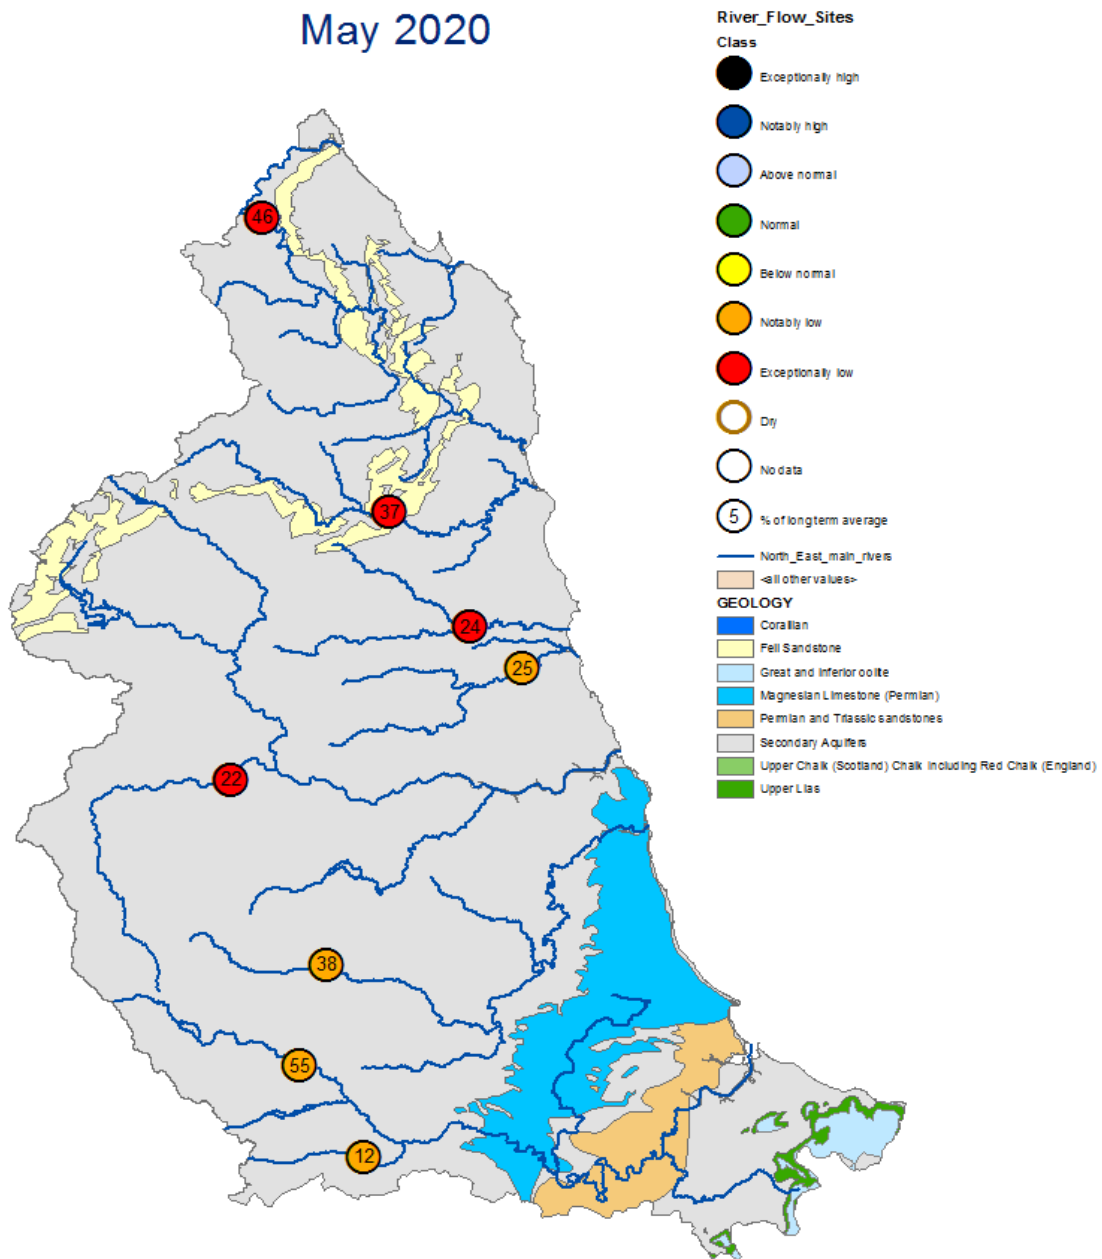 May 2020
River_Flow_Sites
Class
Exceptionally high
Notably high
Above normal
Normal
Below normal
Notably low
Exceptionally low
Dry
No data
5 % of long term average
North_East_main_rivers
<all other values>
GEOLOGY
Corallian
Fell Sandstone
Great and Inferior oolite
Magnesian Limestone (Permian)
Permian and Triassic sandstones
Secondary Aquifers
Upper Chalk (Scotland) Chalk Including Red Chalk (England)
Upper Lias
46
37
24
25
22
38
55
12